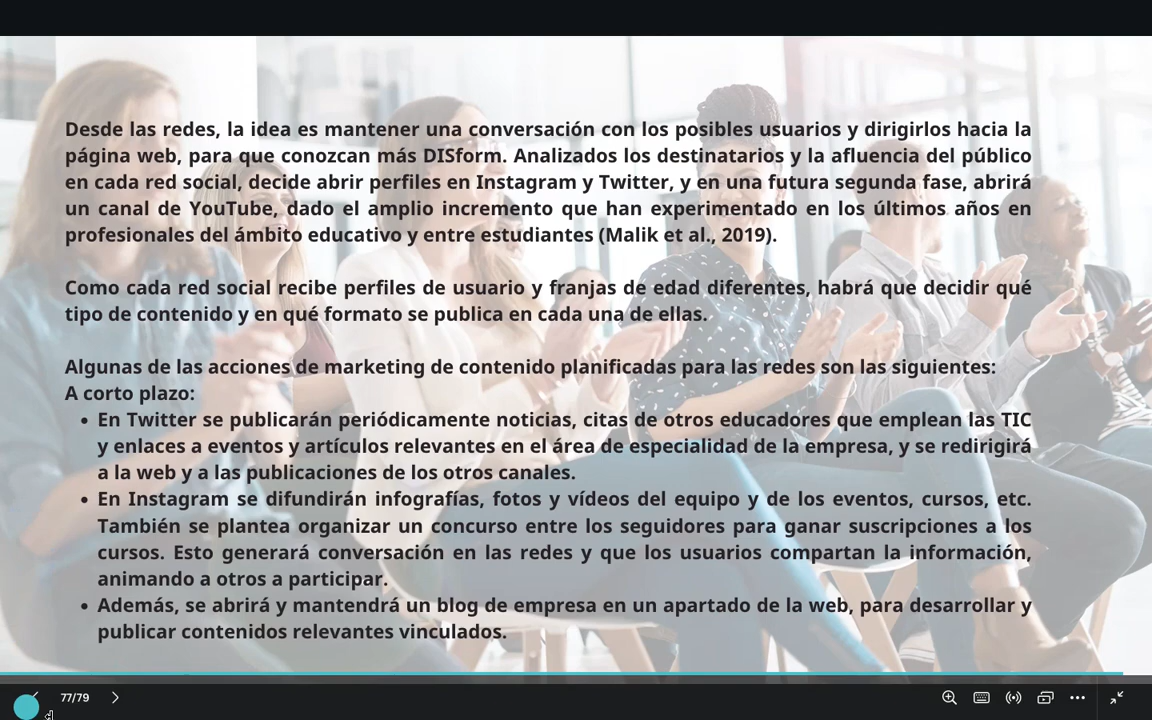 Desde las redes, la idea es mantener una conversación con los posibles usuarios y dirigirlos hacia la
página web, para que conozcan más DISform. Analizados los destinatarios y la afluencia del público
en cada red social, decide abrir perfiles en Instagram y Twitter, y en una futura segunda fase, abrirá
un canal de YouTube, dado el amplio incremento que han experimentado en los últimos años en
profesionales del ámbito educativo y entre estudiantes (Malik et al., 2019).
Como cada red social recibe perfiles de usuario y franjas de edad diferentes, habrá que decidir qué
tipo de contenido y en qué formato se publica en cada una de ellas.
Algunas de las acciones de marketing de contenido planificadas para las redes son las siguientes:
A corto plazo:
• En Twitter se publicarán periódicamente noticias, citas de otros educadores que emplean las TIC
y enlaces a eventos y artículos relevantes en el área de especialidad de la empresa, y se redirigirá
a la web y a las publicaciones de los otros canales.
• En Instagram se difundirán infografías, fotos y vídeos del equipo y de los eventos, cursos, etc.
También se plantea organizar un concurso entre los seguidores para ganar suscripciones a los
cursos. Esto generará conversación en las redes y que los usuarios compartan la información,
animando a otros a participar.
• Además, se abrirá y mantendrá un blog de empresa en un apartado de la web, para desarrollar y
publicar contenidos relevantes vinculados.
77/79